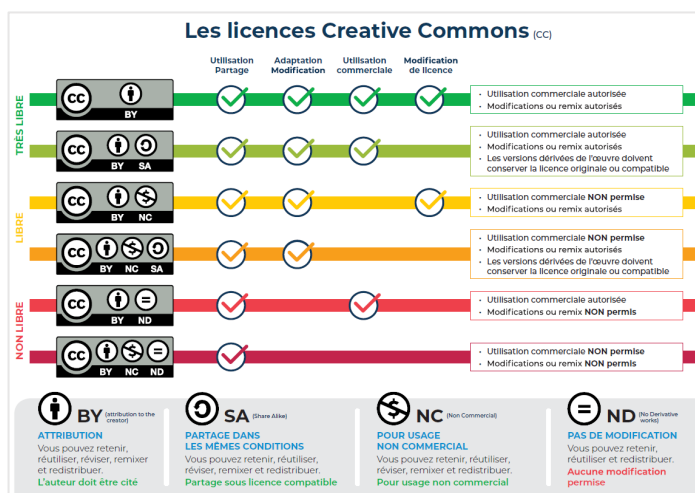 Les licences Creative Commons (CC)
Utilisation
Partage
Adaptation
Modification
Utilisation
commerciale
Modification
de licence
TRÈS LIBRE
cc
BY
• Utilisation commerciale autorisée
• Modifications ou remix autorisés
cc
BY SA
• Utilisation commerciale autorisée
• Modifications ou remix autorisés
• Les versions dérivées de l'œuvre doivent
conserver la licence originale ou compatible
LIBRE
cc
BY NC
• Utilisation commerciale NON permise
• Modifications ou remix autorisés
cc
BY NC SA
• Utilisation commerciale NON permise
• Modifications ou remix autorisés
• Les versions dérivées de l'œuvre doivent
conserver la licence originale ou compatible
NON LIBRE
cc
BY ND
• Utilisation commerciale autorisée
• Modifications ou remix NON permis
cc
BY NC ND
• Utilisation commerciale NON permise
• Modifications ou remix NON permis
BY (attribution to the
creator)
ATTRIBUTION
Vous pouvez retenir,
réutiliser, réviser, remixer
et redistribuer.
L'auteur doit être cité
SA (Share Alike)
PARTAGE DANS
LES MÊMES CONDITIONS
Vous pouvez retenir, réutiliser,
réviser, remixer et redistribuer.
Partage sous licence compatible
NC (Non Commercial)
POUR USAGE
NON COMMERCIAL
Vous pouvez retenir, réutiliser,
réviser, remixer et redistribuer.
Pour usage non commercial
ND (No Derivative
works)
PAS DE MODIFICATION
Vous pouvez retenir,
réutiliser et redistribuer.
Aucune modification
permise